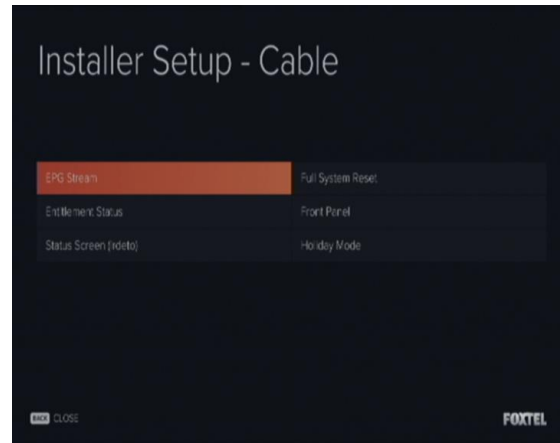 Installer Setup - Cable
EPG Stream
Full System Reset
Entitlement Status
Front Panel
Status Screen (Irdeto)
Holiday Mode
BACK CLOSE
FOXTEL